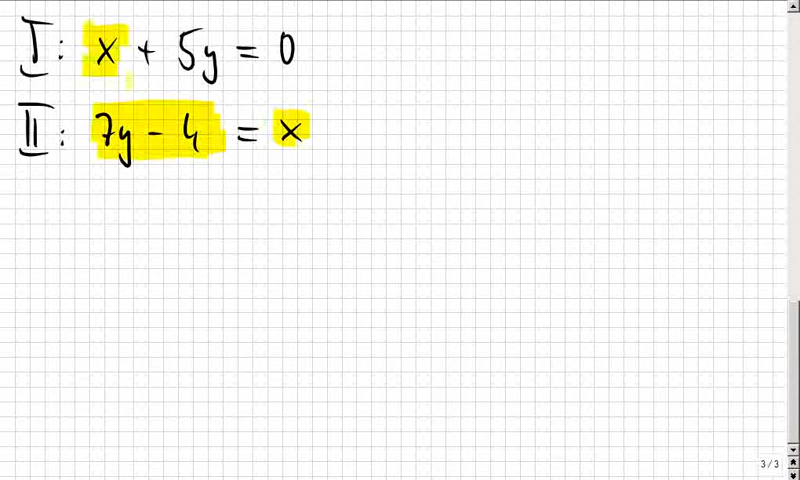 I: x + 5y = 0
II: 7y - 4 = x
3/3